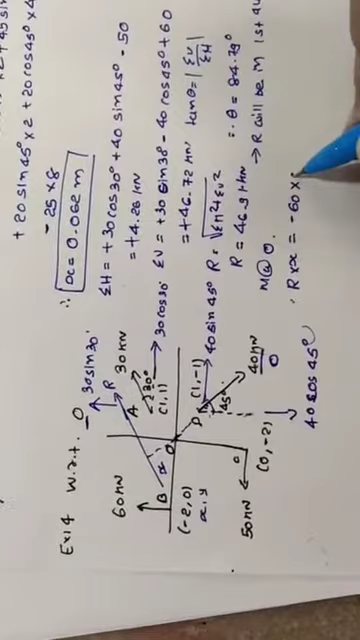 + 20 sin 45° × 2 + 20 cos 45° ×
- 25 × 8
∴ x = 0.062 m
Ex 14 W.r.t. O
ΣH = + 30 cos 30° + 40 sin 45° - 50
= + 4.26 kN
ΣV = + 30 sin 30° - 40 cos 45° + 60
= + 46.72 kN
tan θ = |ΣV/ΣH|
R = √ΣH²+ΣV²
∴ θ = 84.79°
R = 46.91 kN
→ R will be in 1st
M@O.
∴ R × x = - 60 ×
30 sin 30°
A R
30 kN
A
30°
(1,1)
30 cos 30°
60 kN
B
x
O
(-2,0)
x,y
40 sin 45°
(1,-1)
D
45°
40 kN
40 cos 45°
(0,-2)
50 kN